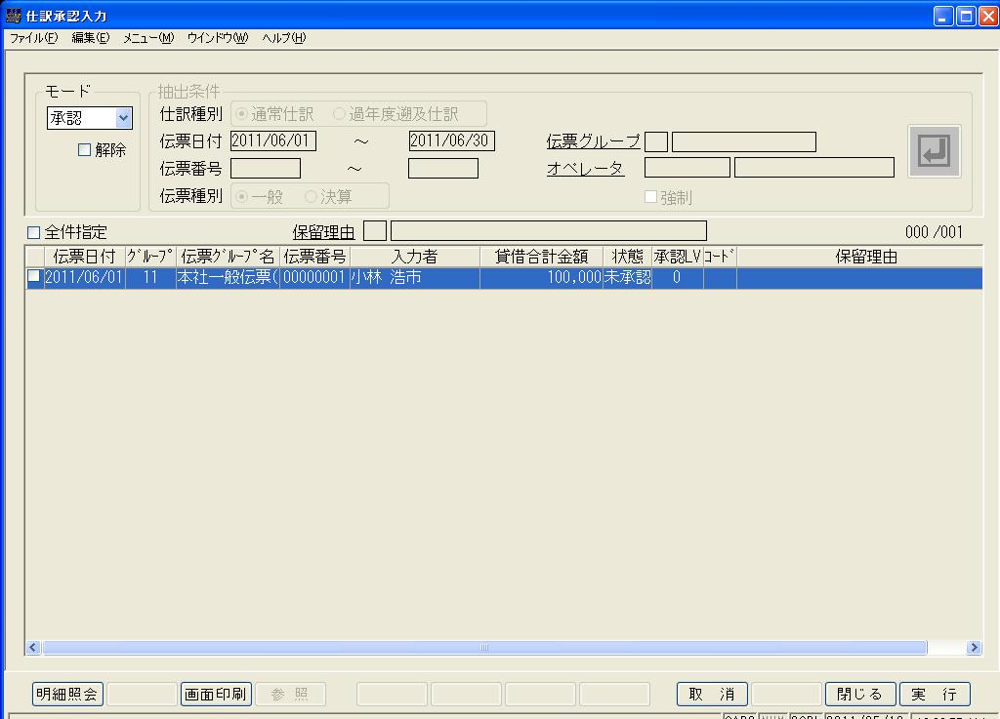 仕訳承認入力
ファイル(F) 編集(E) メニュー(M) ウインドウ(W) ヘルプ(H)
モード
承認
解除
抽出条件
仕訳種別 通常仕訳 過年度遡及仕訳
伝票日付 2011/06/01 ～ 2011/06/30 伝票グループ
伝票番号 ～ オペレータ
伝票種別 一般 決算 強制
全件指定 保留理由 000 /001
伝票日付 ｸﾞﾙｰﾌﾟ 伝票ｸﾞﾙｰﾌﾟ名 伝票番号 入力者 貸借合計金額 状態 承認LV ｺｰﾄﾞ 保留理由
2011/06/01 11 本社一般伝票( 00000001 小林 浩市 100,000 未承認 0
明細照会 画面印刷 参 照 取 消 閉じる 実 行